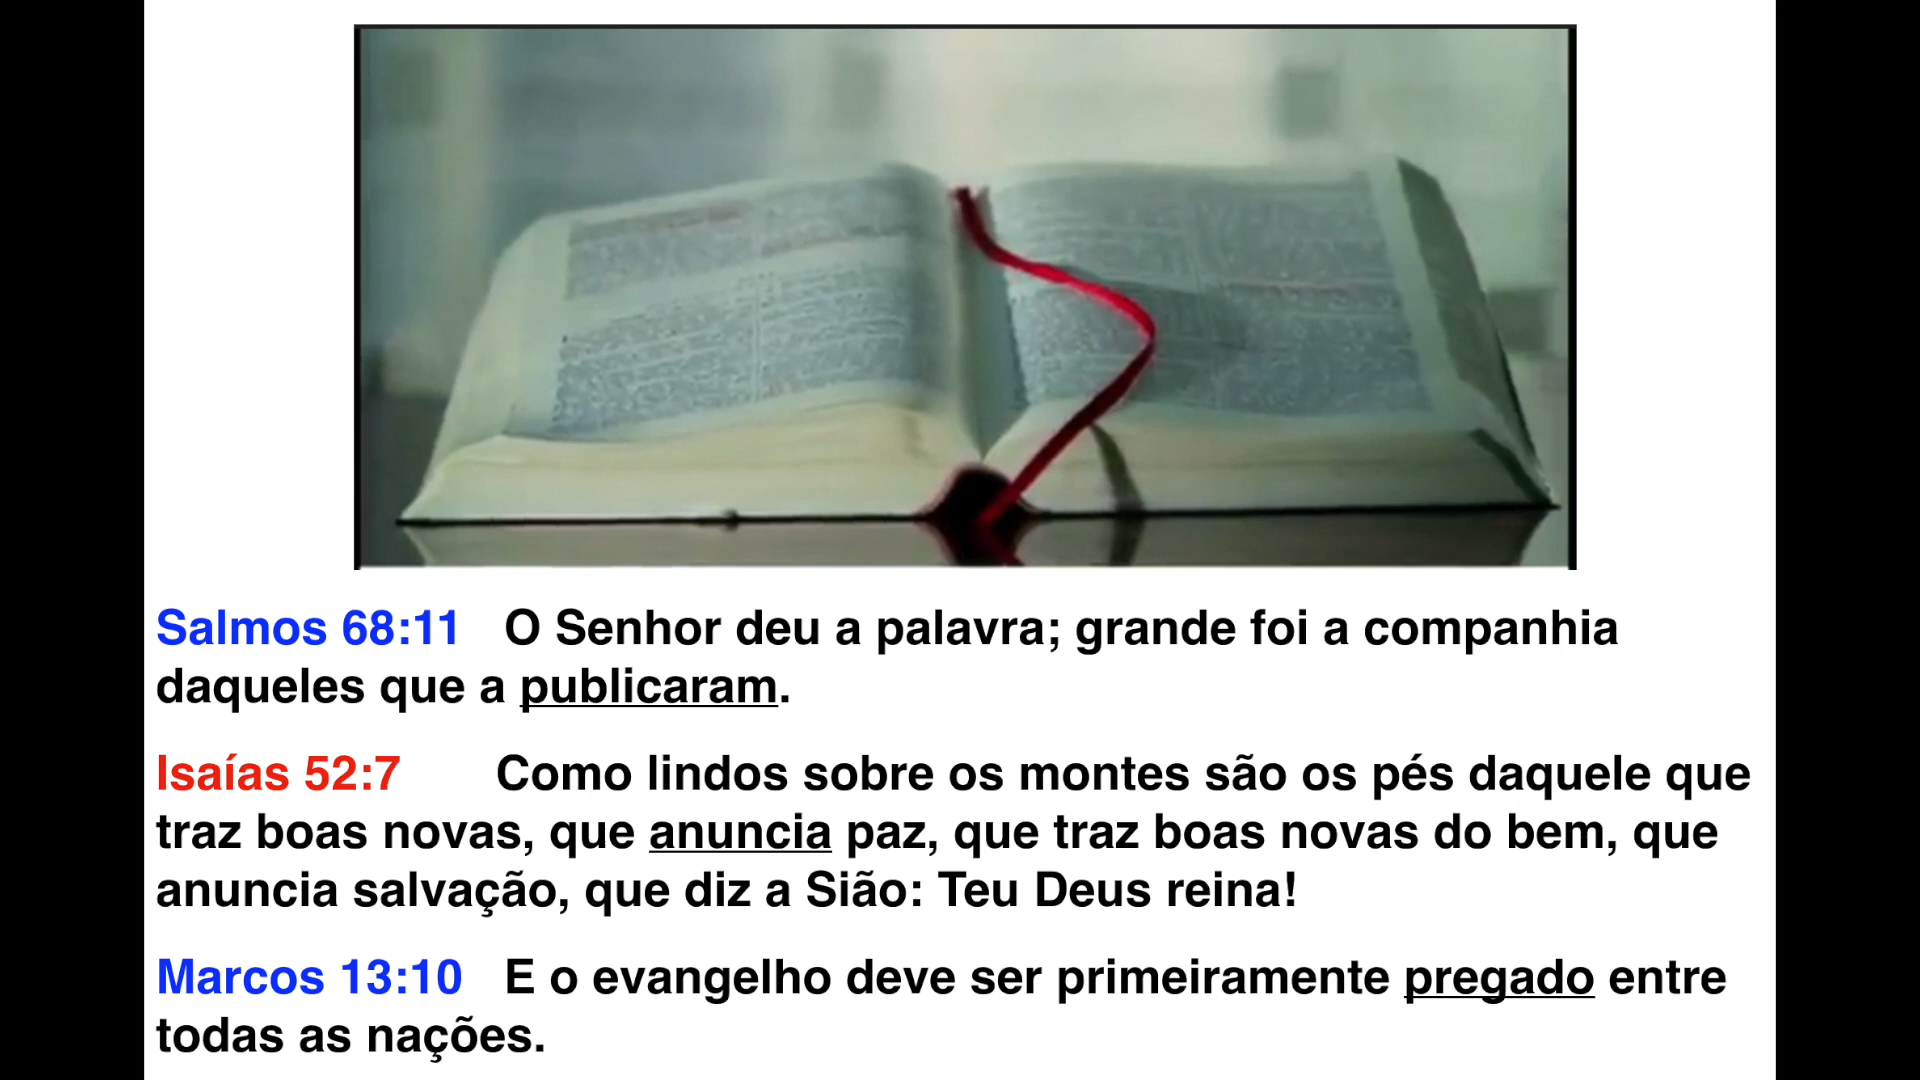 Salmos 68:11 O Senhor deu a palavra; grande foi a companhia
daqueles que a publicaram.
Isaías 52:7 Como lindos sobre os montes são os pés daquele que
traz boas novas, que anuncia paz, que traz boas novas do bem, que
anuncia salvação, que diz a Sião: Teu Deus reina!
Marcos 13:10 E o evangelho deve ser primeiramente pregado entre
todas as nações.